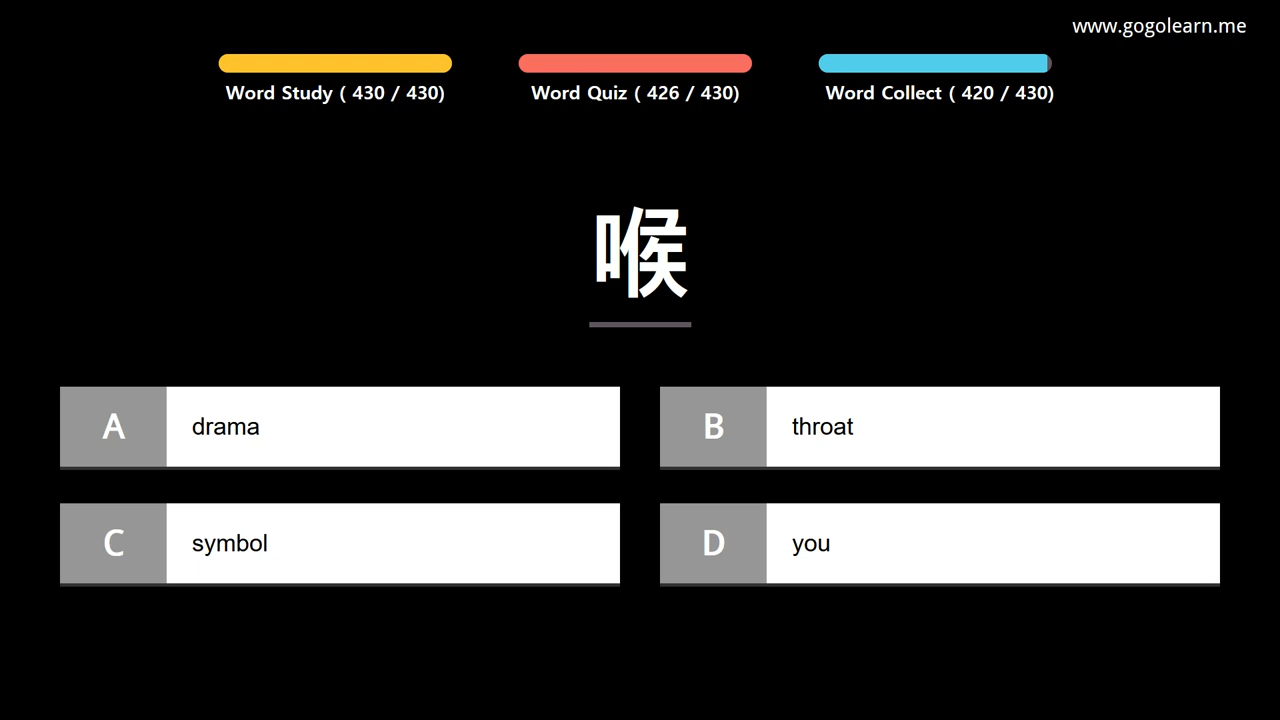 www.gogolearn.me
Word Study ( 430 / 430)
Word Quiz ( 426 / 430)
Word Collect ( 420 / 430)
喉
A drama
B throat
C symbol
D you